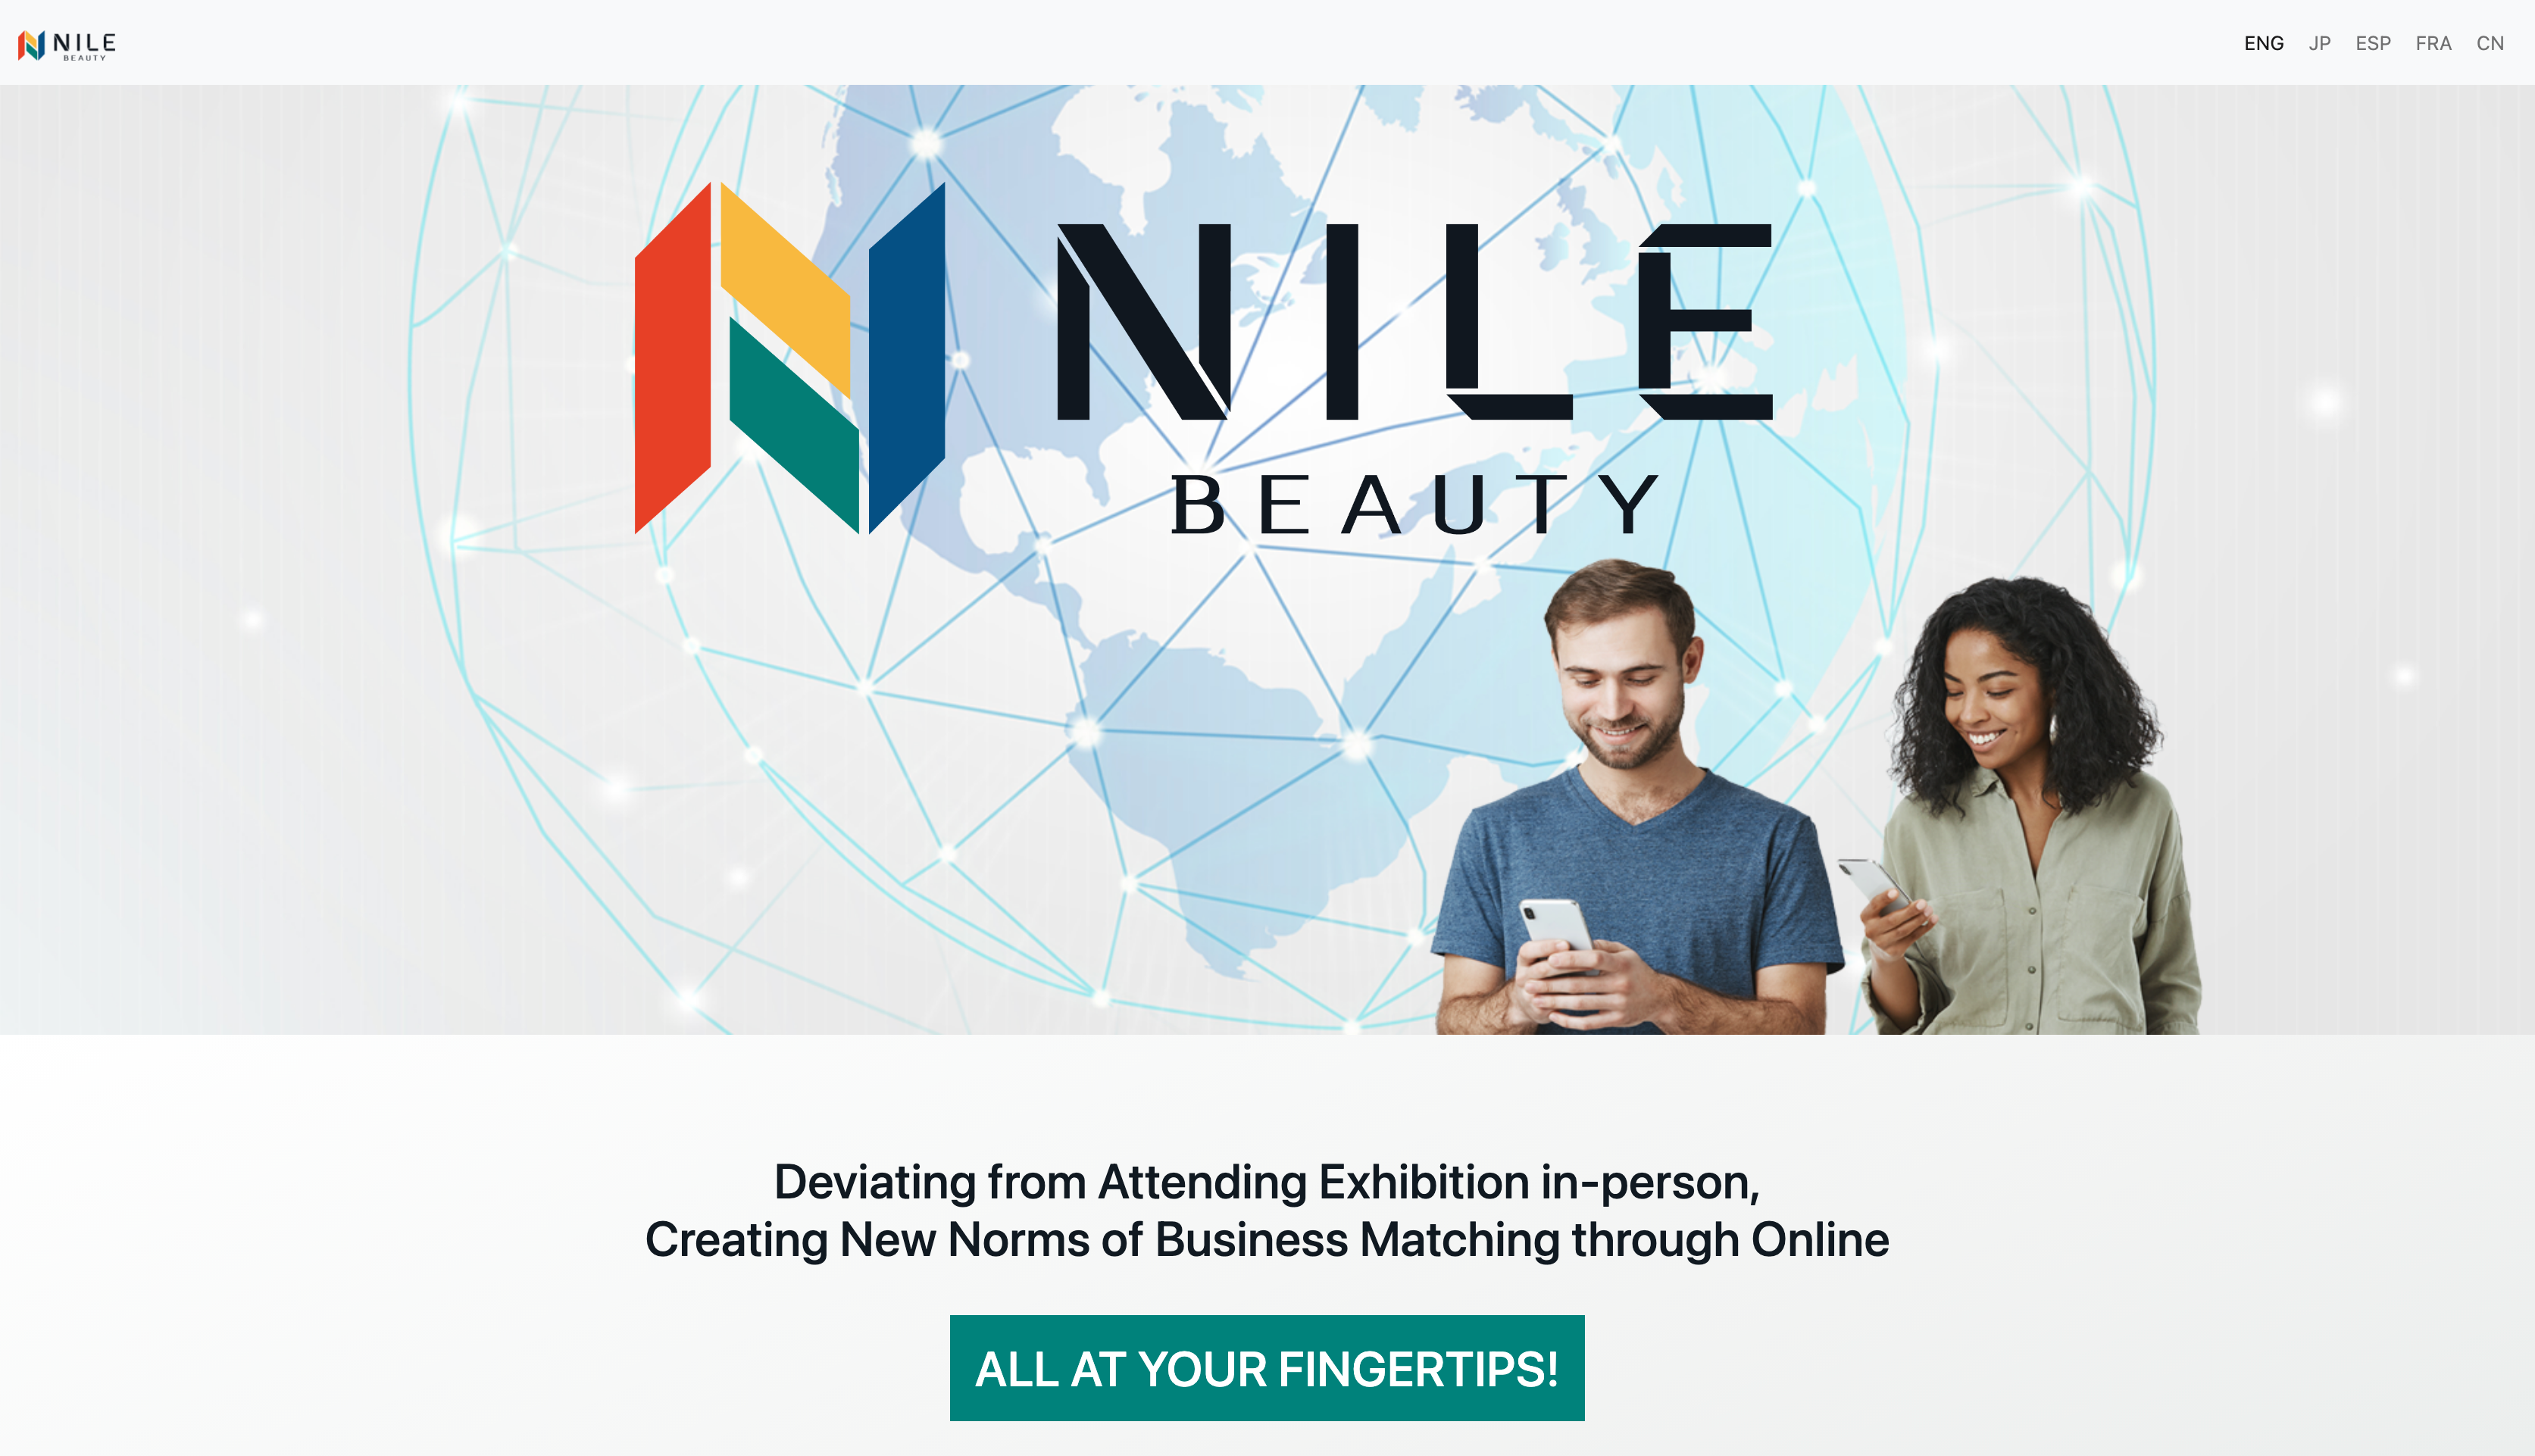 NILE
BEAUTY
ENG JP ESP FRA CN
NILE
BEAUTY
Deviating from Attending Exhibition in-person,
Creating New Norms of Business Matching through Online
ALL AT YOUR FINGERTIPS!